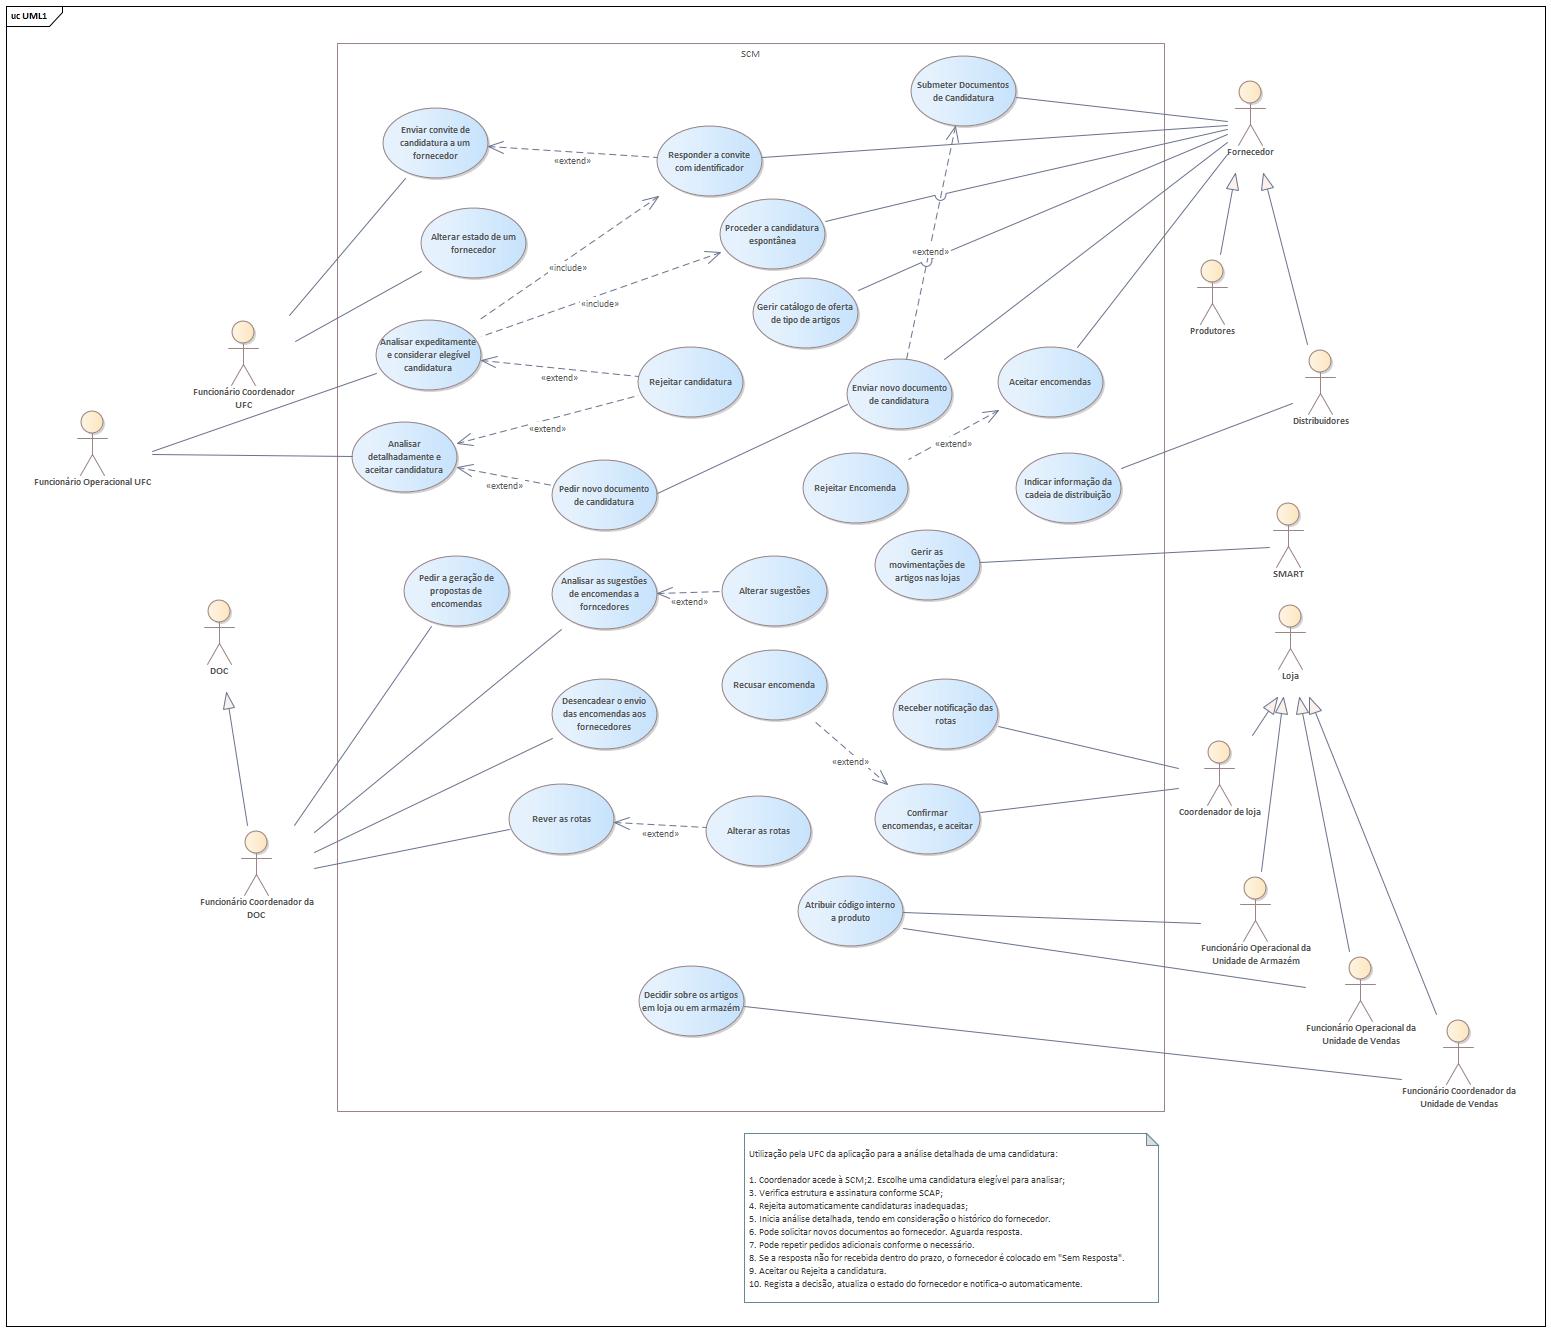 uc UML1
SCM
Submeter Documentos
de Candidatura
Fornecedor
Enviar convite de
candidatura a um
fornecedor
«extend»
Responder a convite
com identificador
Alterar estado de um
fornecedor
Proceder a candidatura
espontânea
«extend»
«include»
«include»
Gerir catálogo de oferta
de tipo de artigos
Produtores
Analisar expeditamente
e considerar elegível
candidatura
«extend»
Rejeitar candidatura
Enviar novo documento
de candidatura
Aceitar encomendas
Funcionário Coordenador
UFC
Distribuidores
«extend»
«extend»
Analisar
detalhadamente e
aceitar candidatura
Funcionário Operacional UFC
«extend»
Pedir novo documento
de candidatura
Rejeitar Encomenda
Indicar informação da
cadeia de distribuição
Gerir as
movimentações de
artigos nas lojas
SMART
Pedir a geração de
propostas de
encomendas
Analisar as sugestões
de encomendas a
forncedores
«extend»
Alterar sugestões
DOC
Loja
Recusar encomenda
Desencadear o envio
das encomendas aos
fornecedores
Receber notificação das
rotas
«extend»
Rever as rotas
«extend»
Alterar as rotas
Confirmar
encomendas, e aceitar
Coordenador de loja
Funcionário Coordenador da
DOC
Atribuir código interno
a produto
Funcionário Operacional da
Unidade de Armazém
Decidir sobre os artigos
em loja ou em armazém
Funcionário Operacional da
Unidade de Vendas
Funcionário Coordenador da
Unidade de Vendas
Utilização pela UFC da aplicação para a análise detalhada de uma candidatura:
1. Coordenador acede à SCM;2. Escolhe uma candidatura elegível para analisar;
3. Verifica estrutura e assinatura conforme SCAP;
4. Rejeita automaticamente candidaturas inadequadas;
5. Inicia análise detalhada, tendo em consideração o histórico do fornecedor.
6. Pode solicitar novos documentos ao fornecedor. Aguarda resposta.
7. Pode repetir pedidos adicionais conforme o necessário.
8. Se a resposta não for recebida dentro do prazo, o fornecedor é colocado em "Sem Resposta".
9. Aceitar ou Rejeita a candidatura.
10. Regista a decisão, atualiza o estado do fornecedor e notifica-o automaticamente.